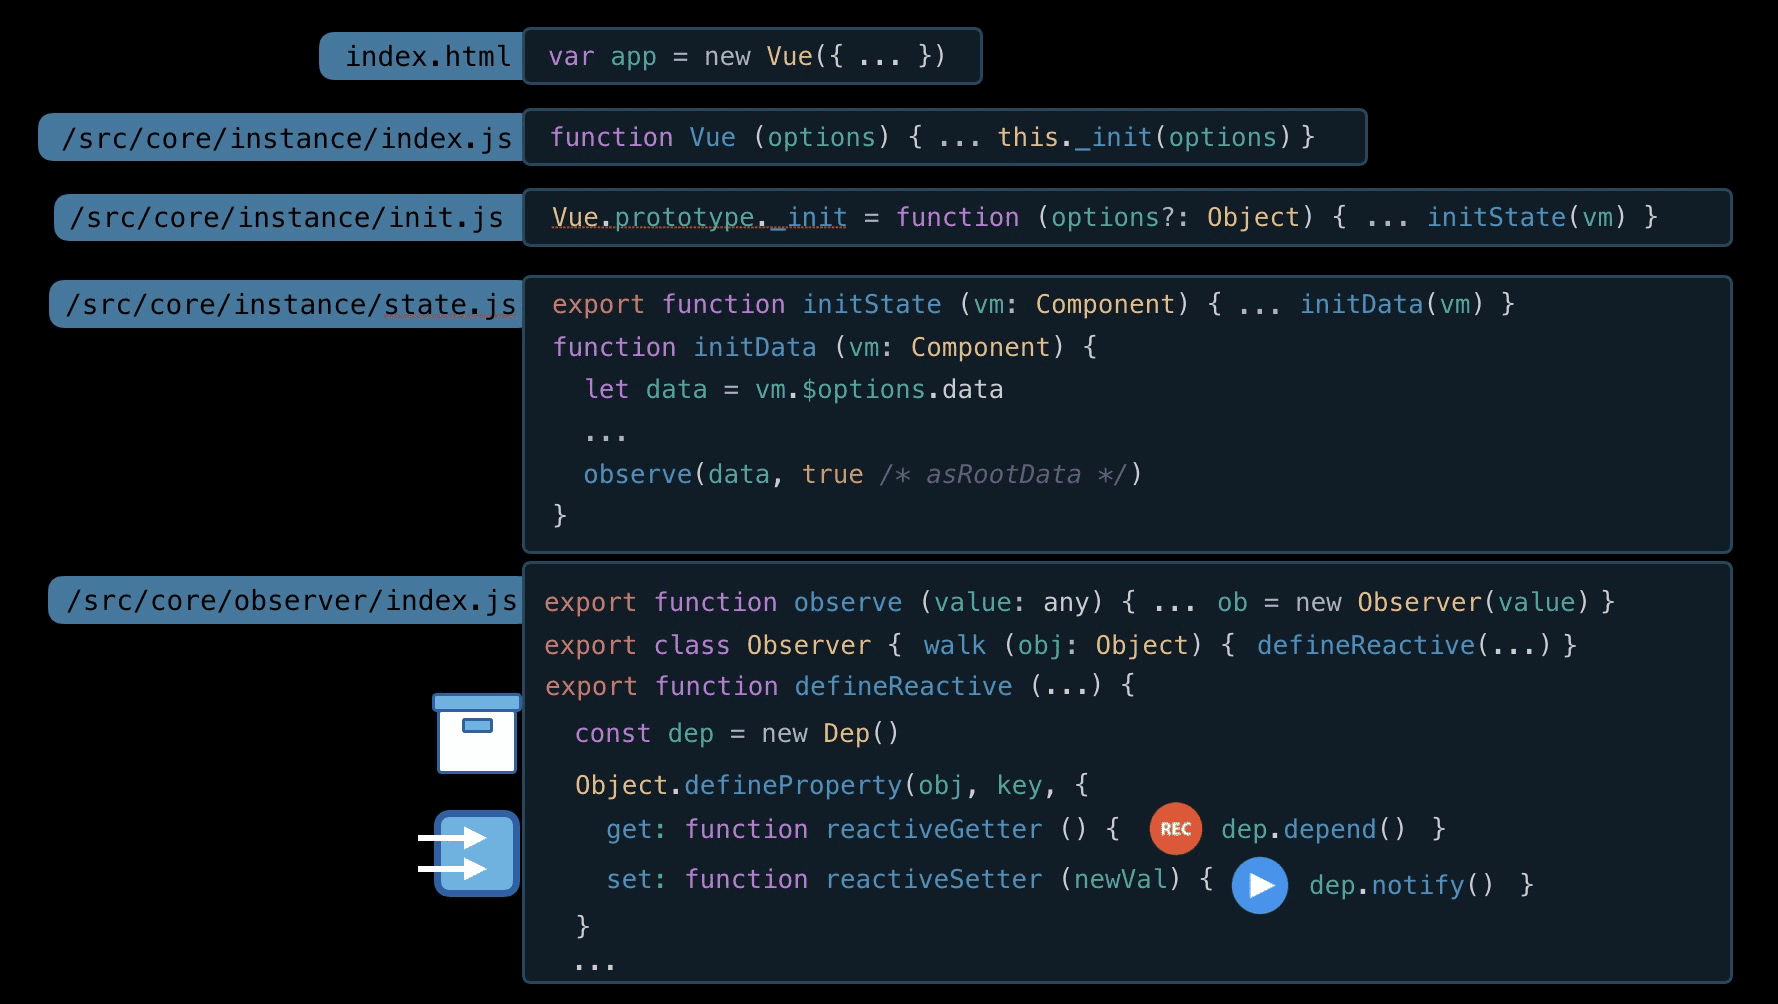 index.html var app = new Vue({ ... })
/src/core/instance/index.js function Vue (options) { ... this._init(options) }
/src/core/instance/init.js Vue.prototype._init = function (options?: Object) { ... initState(vm) }
/src/core/instance/state.js export function initState (vm: Component) { ... initData(vm) }
function initData (vm: Component) {
let data = vm.$options.data
...
observe(data, true /* asRootData */)
}
/src/core/observer/index.js export function observe (value: any) { ... ob = new Observer(value) }
export class Observer { walk (obj: Object) { defineReactive(...) }
export function defineReactive (...) {
const dep = new Dep()
Object.defineProperty(obj, key, {
get: function reactiveGetter () { REC dep.depend() }
set: function reactiveSetter (newVal) { dep.notify() }
}
...